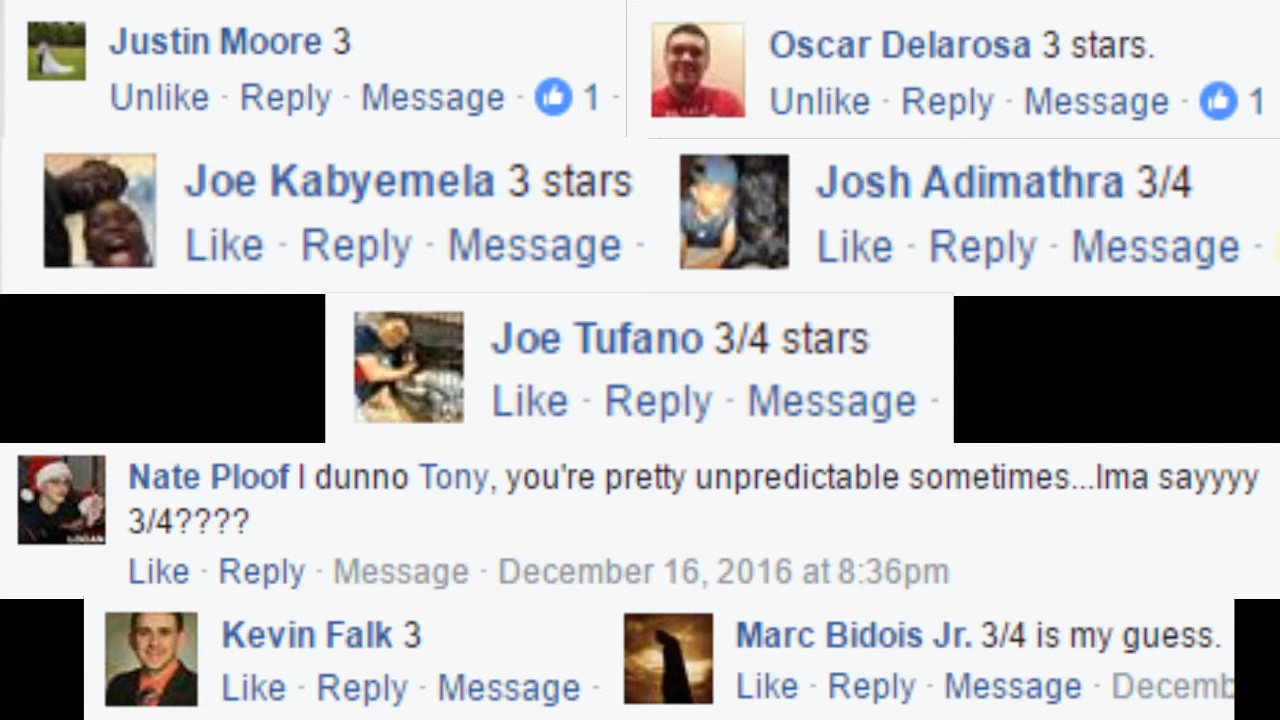 Justin Moore 3
Unlike · Reply · Message · 1 ·
Oscar Delarosa 3 stars.
Unlike · Reply · Message · 1
Joe Kabyemela 3 stars
Like · Reply · Message ·
Josh Adimathra 3/4
Like · Reply · Message ·
Joe Tufano 3/4 stars
Like · Reply · Message ·
Nate Ploof I dunno Tony, you're pretty unpredictable sometimes...Ima sayyyy
3/4????
Like · Reply · Message · December 16, 2016 at 8:36pm
Kevin Falk 3
Like · Reply · Message ·
Marc Bidois Jr. 3/4 is my guess.
Like · Reply · Message · Decemb